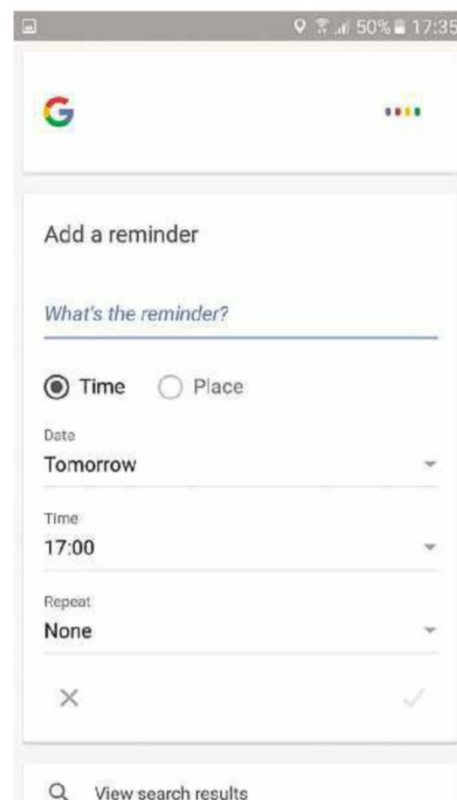 50% 17:35
G
Add a reminder
What's the reminder?
Time Place
Date
Tomorrow
Time
17:00
Repeat
None
View search results